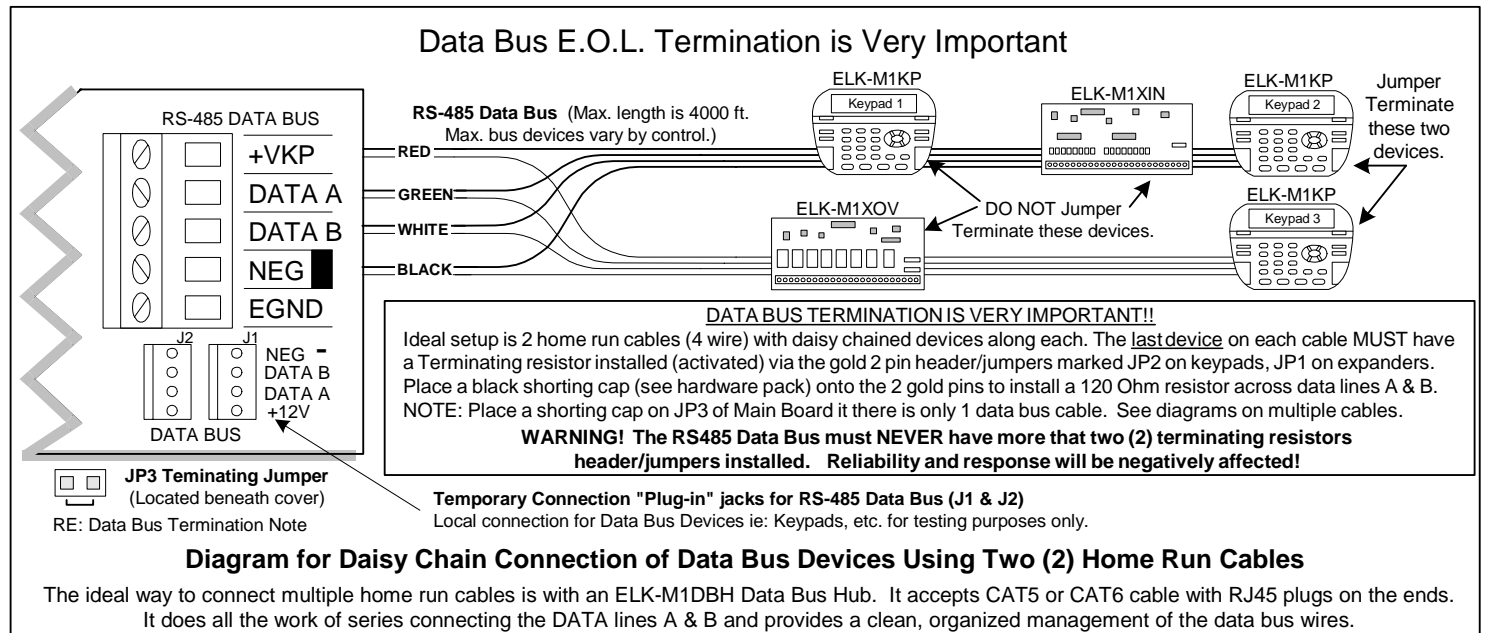 Data Bus E.O.L. Termination is Very Important
RS-485 DATA BUS
+VKP
DATA A
DATA B
NEG
EGND
J2
J1
NEG -
DATA B
DATA A
+12V
DATA BUS
RS-485 Data Bus (Max. length is 4000 ft.
Max. bus devices vary by control.)
RED
GREEN
WHITE
BLACK
ELK-M1KP
Keypad 1
ELK-M1XIN
ELK-M1KP
Keypad 2
Jumper
Terminate
these two
devices.
ELK-M1XOV
DO NOT Jumper
Terminate these devices.
ELK-M1KP
Keypad 3
DATA BUS TERMINATION IS VERY IMPORTANT!!
Ideal setup is 2 home run cables (4 wire) with daisy chained devices along each. The last device on each cable MUST have
a Terminating resistor installed (activated) via the gold 2 pin header/jumpers marked JP2 on keypads, JP1 on expanders.
Place a black shorting cap (see hardware pack) onto the 2 gold pins to install a 120 Ohm resistor across data lines A & B.
NOTE: Place a shorting cap on JP3 of Main Board it there is only 1 data bus cable. See diagrams on multiple cables.
WARNING! The RS485 Data Bus must NEVER have more that two (2) terminating resistors
header/jumpers installed. Reliability and response will be negatively affected!
JP3 Teminating Jumper
(Located beneath cover)
RE: Data Bus Termination Note
Temporary Connection "Plug-in" jacks for RS-485 Data Bus (J1 & J2)
Local connection for Data Bus Devices ie: Keypads, etc. for testing purposes only.
Diagram for Daisy Chain Connection of Data Bus Devices Using Two (2) Home Run Cables
The ideal way to connect multiple home run cables is with an ELK-M1DBH Data Bus Hub. It accepts CAT5 or CAT6 cable with RJ45 plugs on the ends.
It does all the work of series connecting the DATA lines A & B and provides a clean, organized management of the data bus wires.